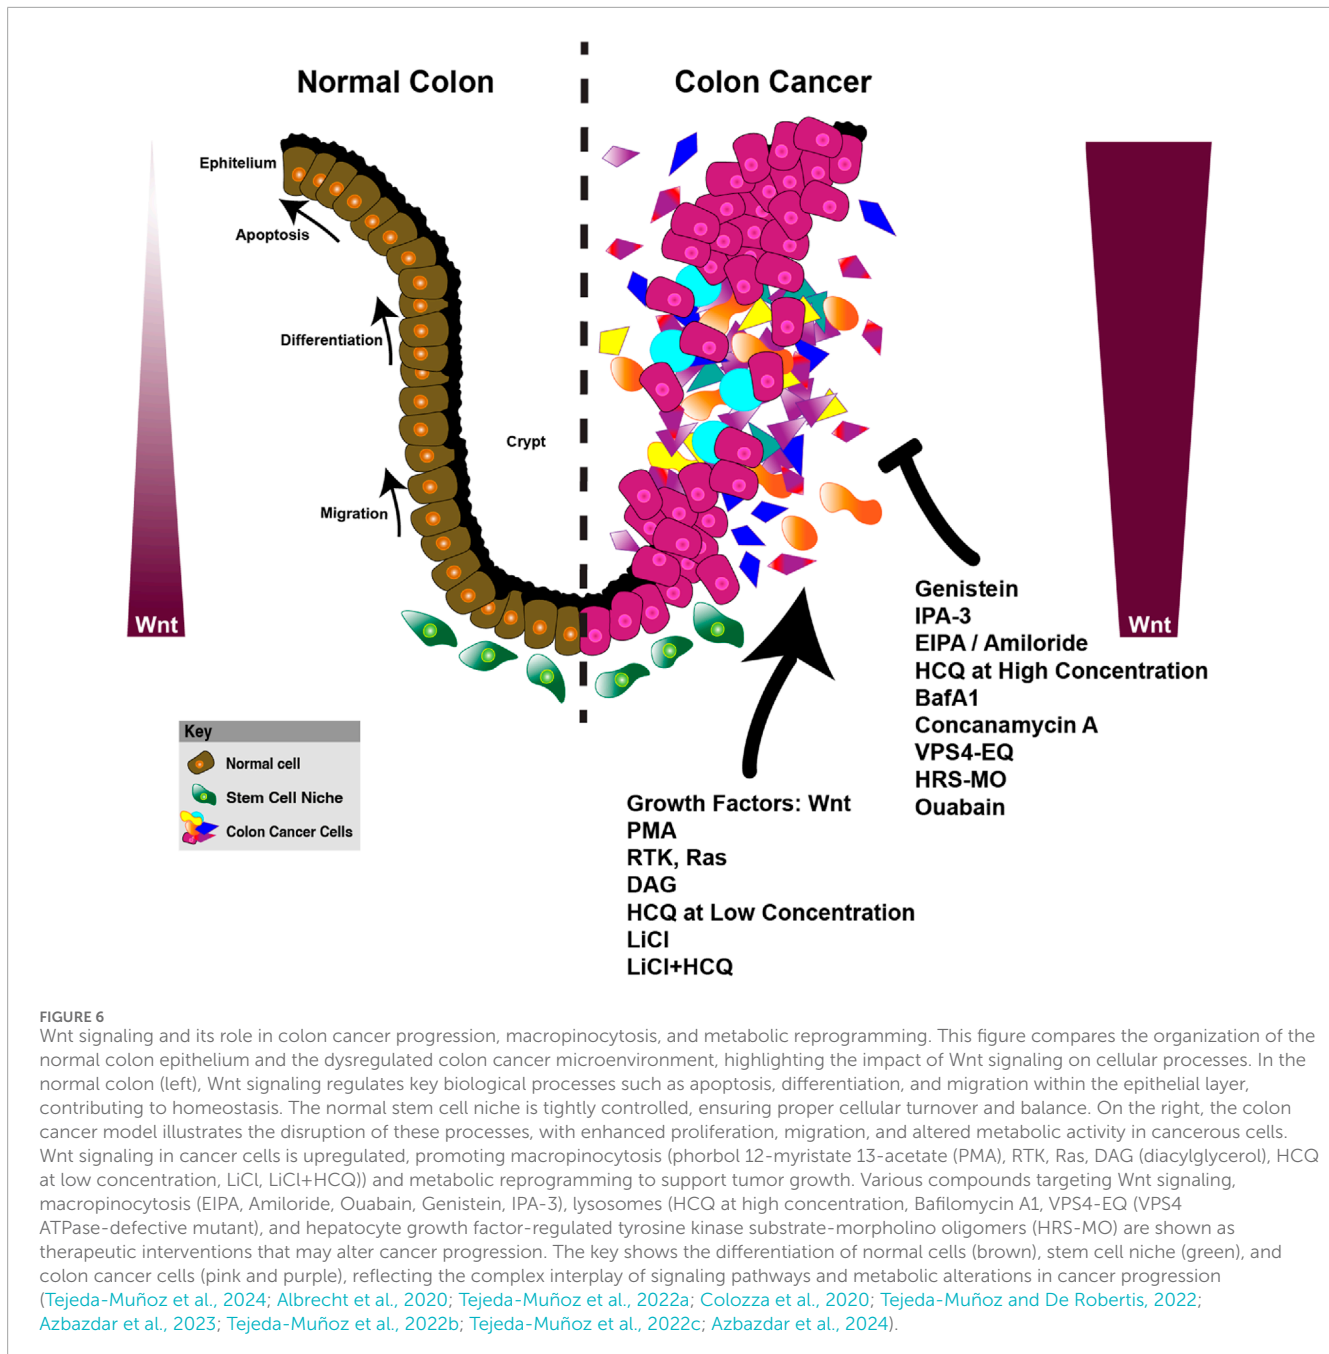 Normal Colon
Colon Cancer
Ephitelium
Apoptosis
Differentiation
Crypt
Migration
Wnt
Wnt
Genistein
IPA-3
EIPA / Amiloride
HCQ at High Concentration
BafA1
Concanamycin A
VPS4-EQ
HRS-MO
Ouabain
Key
Normal cell
Stem Cell Niche
Colon Cancer Cells
Growth Factors: Wnt
PMA
RTK, Ras
DAG
HCQ at Low Concentration
LiCl
LiCl+HCQ
FIGURE 6
Wnt signaling and its role in colon cancer progression, macropinocytosis, and metabolic reprogramming. This figure compares the organization of the
normal colon epithelium and the dysregulated colon cancer microenvironment, highlighting the impact of Wnt signaling on cellular processes. In the
normal colon (left), Wnt signaling regulates key biological processes such as apoptosis, differentiation, and migration within the epithelial layer,
contributing to homeostasis. The normal stem cell niche is tightly controlled, ensuring proper cellular turnover and balance. On the right, the colon
cancer model illustrates the disruption of these processes, with enhanced proliferation, migration, and altered metabolic activity in cancerous cells.
Wnt signaling in cancer cells is upregulated, promoting macropinocytosis (phorbol 12-myristate 13-acetate (PMA), RTK, Ras, DAG (diacylglycerol), HCQ
at low concentration, LiCl, LiCl+HCQ)) and metabolic reprogramming to support tumor growth. Various compounds targeting Wnt signaling,
macropinocytosis (EIPA, Amiloride, Ouabain, Genistein, IPA-3), lysosomes (HCQ at high concentration, Bafilomycin A1, VPS4-EQ (VPS4
ATPase-defective mutant), and hepatocyte growth factor-regulated tyrosine kinase substrate-morpholino oligomers (HRS-MO) are shown as
therapeutic interventions that may alter cancer progression. The key shows the differentiation of normal cells (brown), stem cell niche (green), and
colon cancer cells (pink and purple), reflecting the complex interplay of signaling pathways and metabolic alterations in cancer progression
(Tejeda-Muñoz et al., 2024; Albrecht et al., 2020; Tejeda-Muñoz et al., 2022a; Colozza et al., 2020; Tejeda-Muñoz and De Robertis, 2022;
Azbazdar et al., 2023; Tejeda-Muñoz et al., 2022b; Tejeda-Muñoz et al., 2022c; Azbazdar et al., 2024).